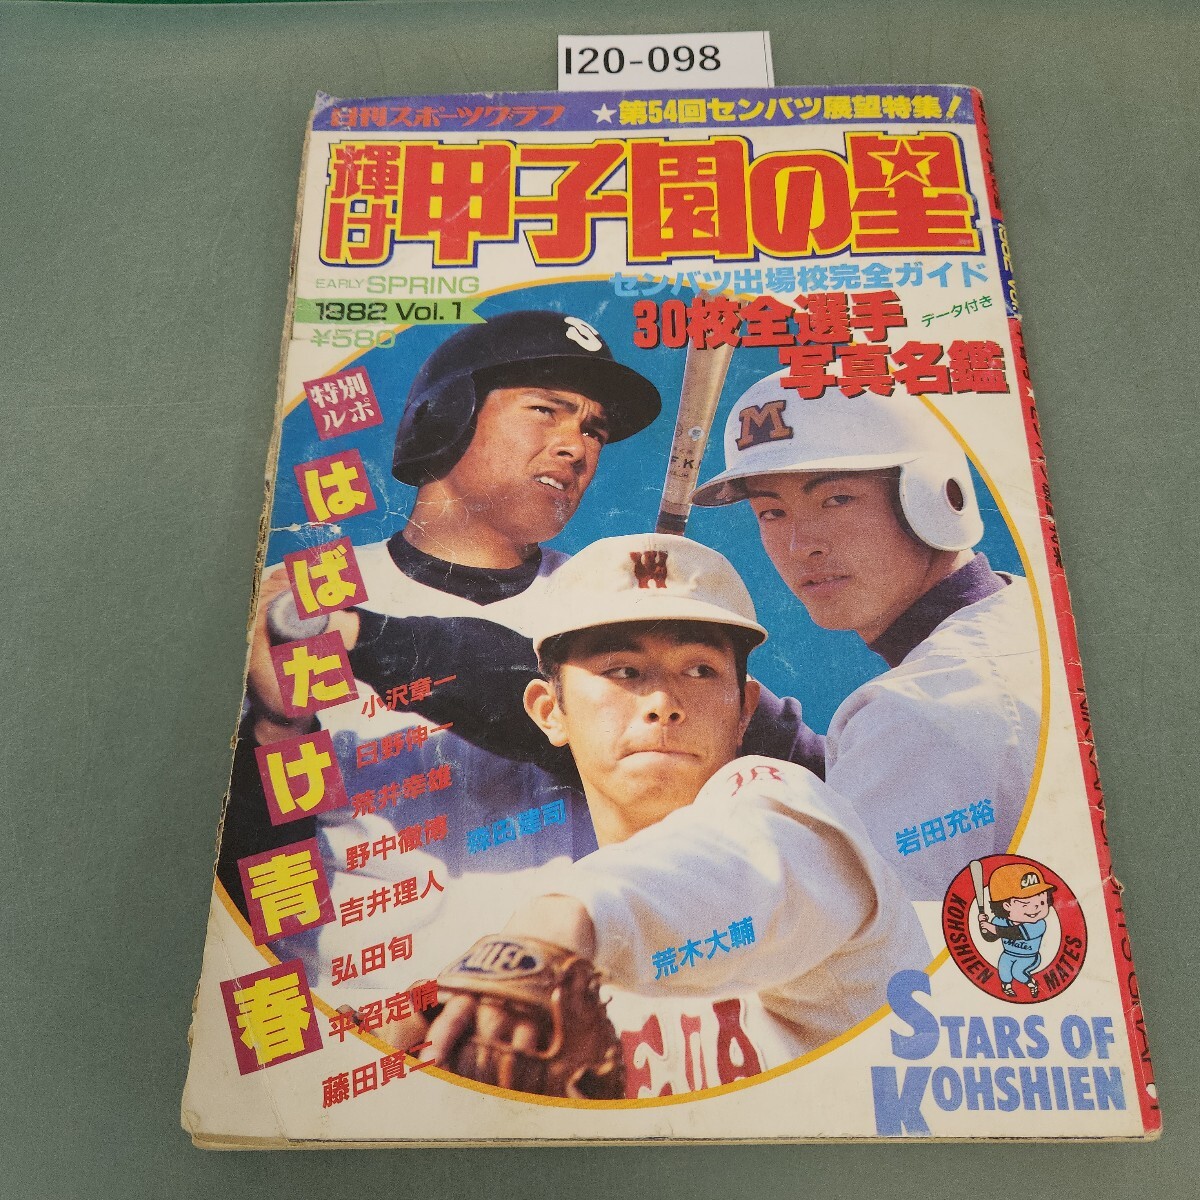 I20-098
日刊スポーツグラフ
★第54回センバツ展望特集!
輝け甲子園の星
EARLY SPRING
1982 Vol.1
¥580
センバツ出場校完全ガイド
30校全選手
写真名鑑
データ付き
特別
ルポ
はばたけ青春
小沢章一
日野伸一
荒井幸雄
野中徹博
吉井理人
弘田旬
平沼定晴
藤田賢二
榎田健司
岩田充裕
荒木大輔
S
M
W
18
F.K.
M
Mates
KOHSHIEN MATES
STARS OF
KOHSHIEN